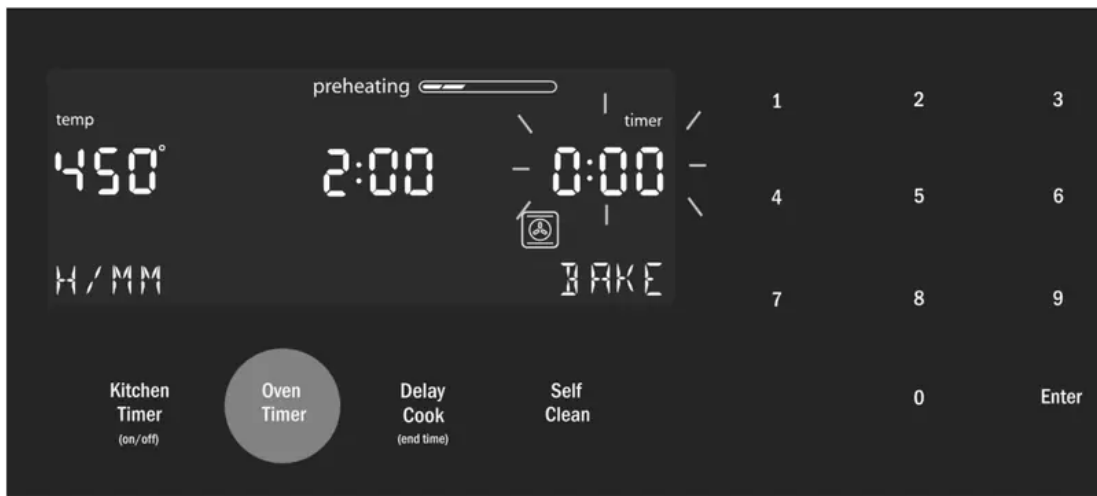 preheating
temp
timer
450°
2:00
0:00
H/MM
BAKE
1 2 3
4 5 6
7 8 9
0 Enter
Kitchen
Timer
(on/off)
Oven
Timer
Delay
Cook
(end time)
Self
Clean